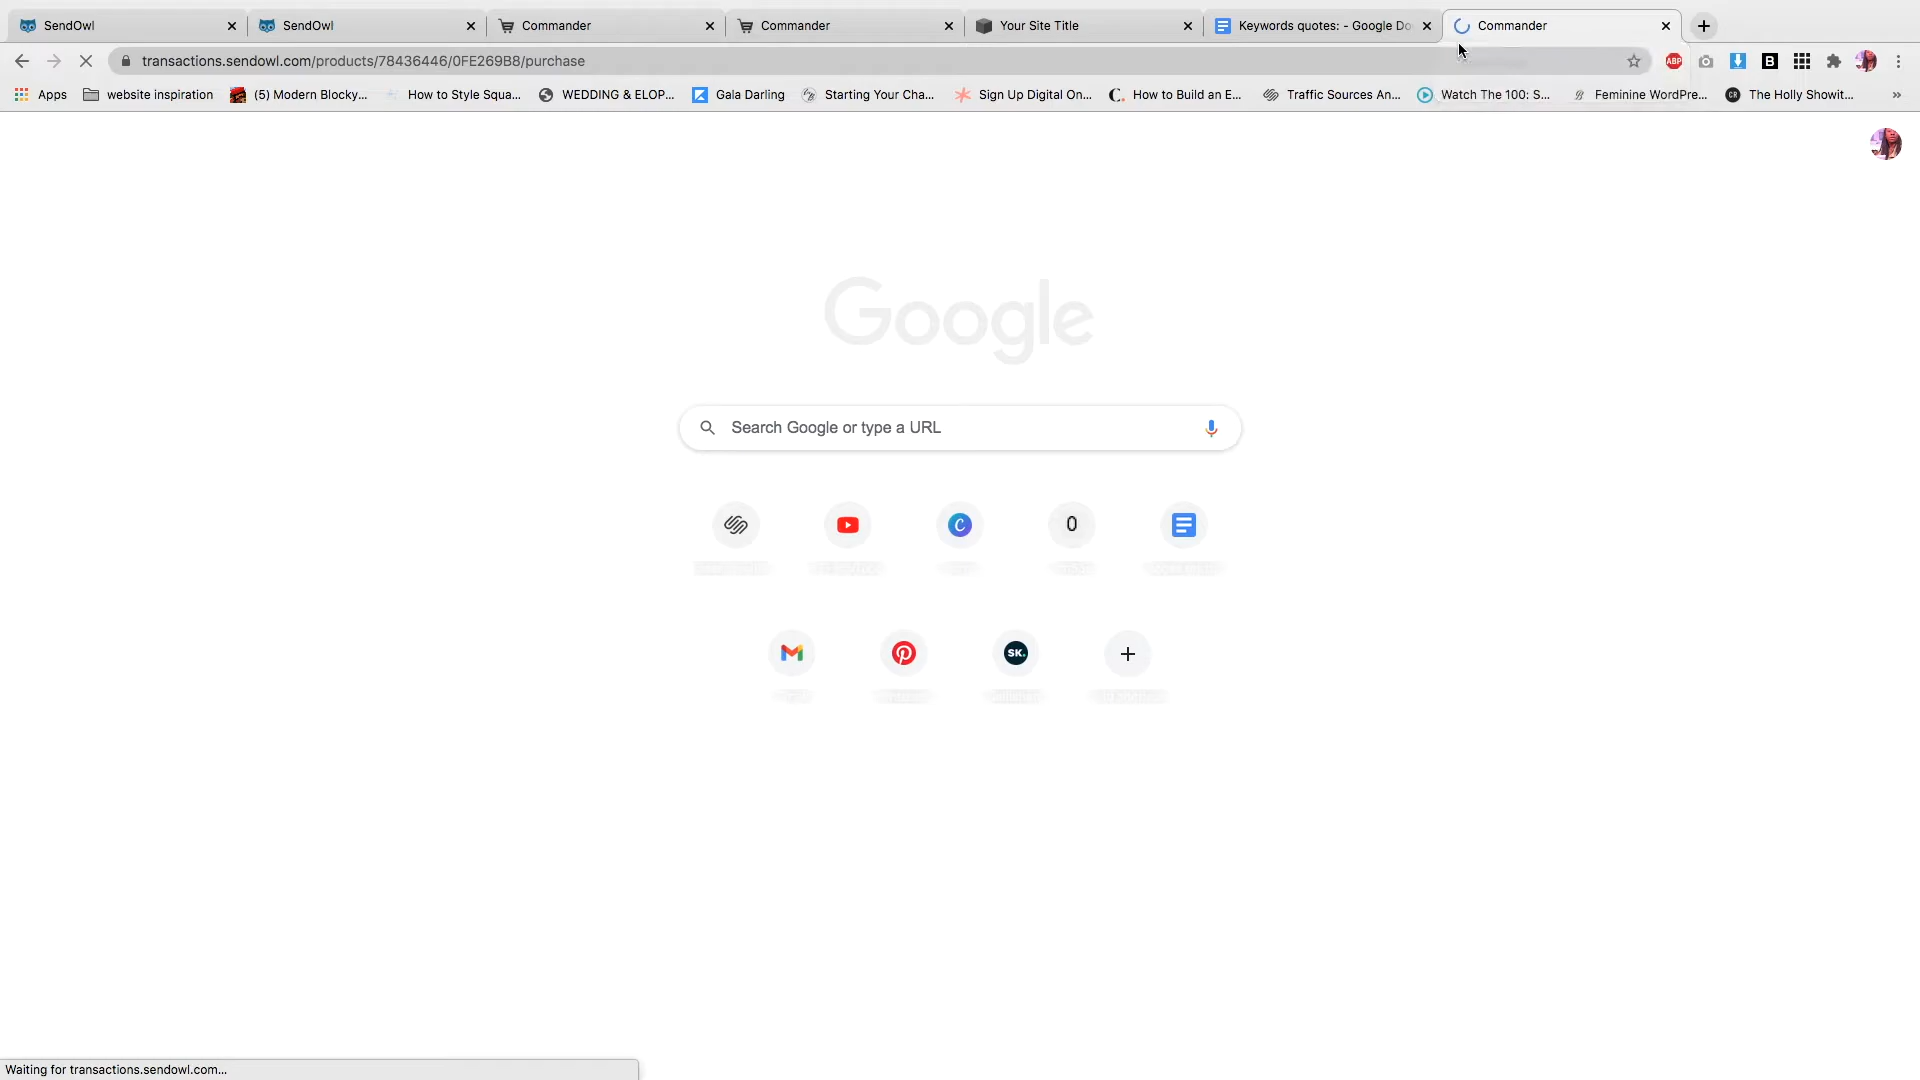 SendOwl
SendOwl
Commander
Commander
Your Site Title
Keywords quotes: - Google Do
Commander
transactions.sendowl.com/products/78436446/0FE269B8/purchase
ABP
B
Apps
website inspiration
(5) Modern Blocky...
How to Style Squa...
WEDDING & ELOP...
Gala Darling
Starting Your Cha...
Sign Up Digital On...
C.
How to Build an E...
Traffic Sources An...
Watch The 100: S...
Feminine WordPre...
CR
The Holly Showit...
»
Google
Search Google or type a URL
C
0
SK.
Waiting for transactions.sendowl.com...